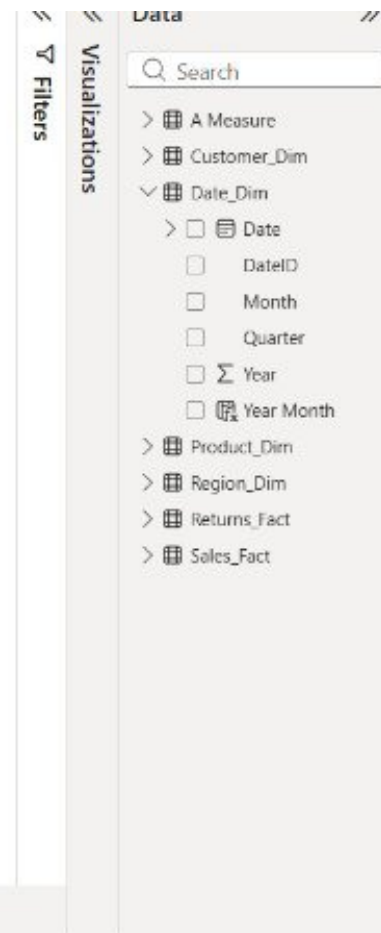 Data
Filters
Visualizations
Search
A Measure
Customer_Dim
Date_Dim
Date
DateID
Month
Quarter
Σ Year
Year Month
Product_Dim
Region_Dim
Returns_Fact
Sales_Fact